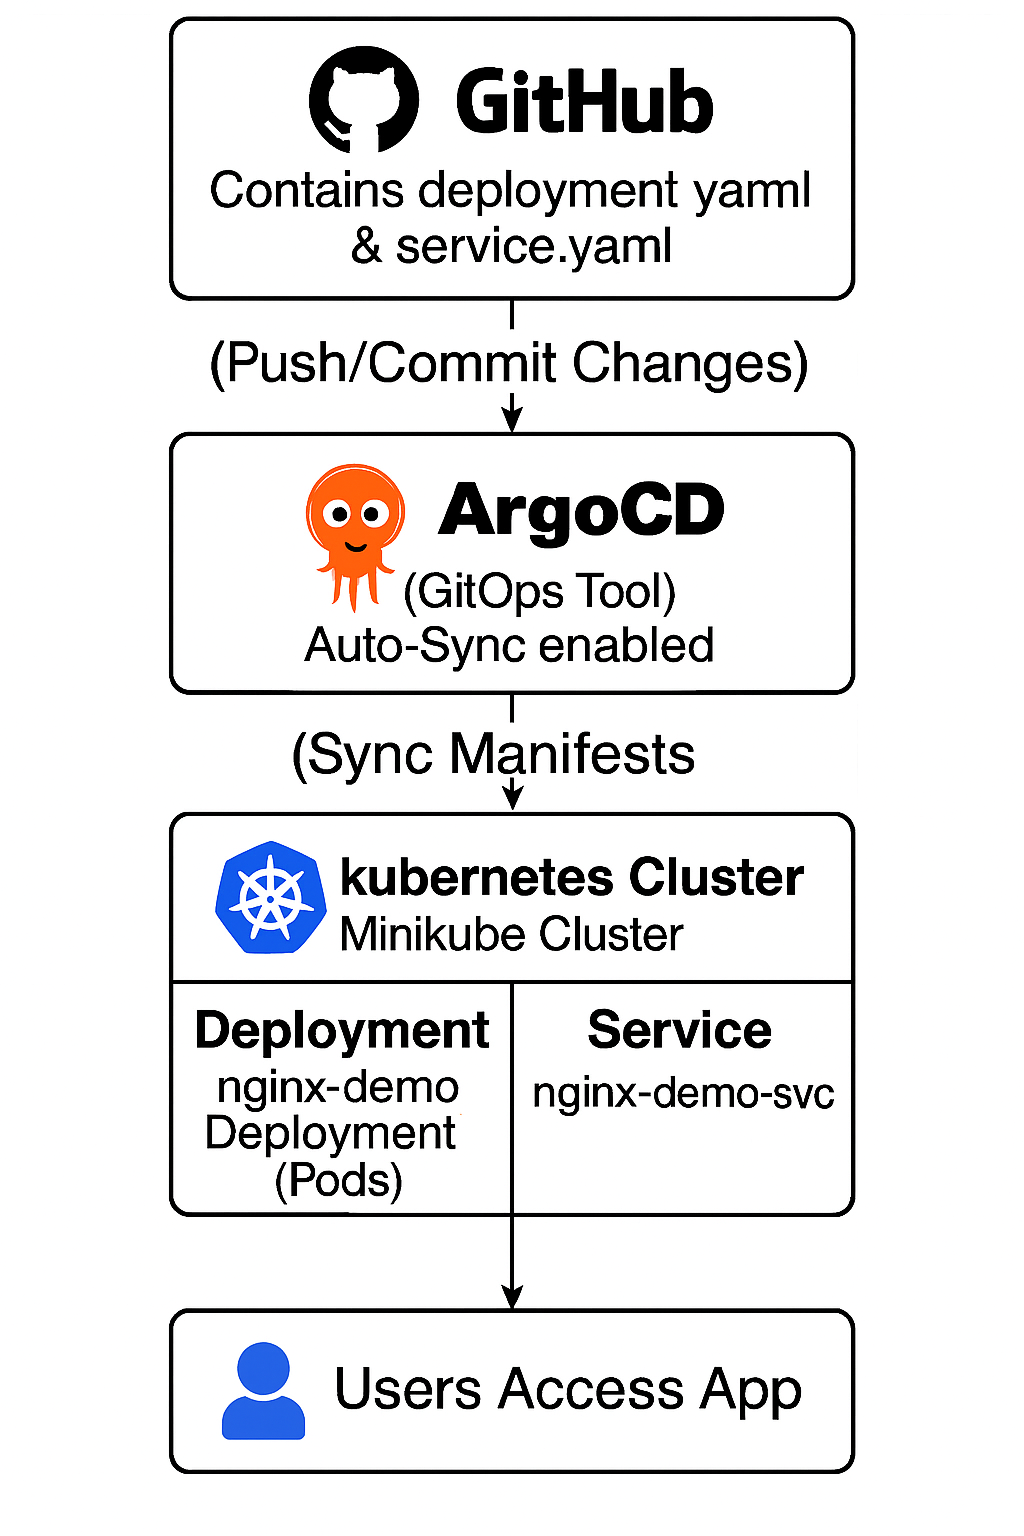 GitHub
Contains deployment yaml
& service.yaml
(Push/Commit Changes)
ArgoCD
(GitOps Tool)
Auto-Sync enabled
(Sync Manifests
kubernetes Cluster
Minikube Cluster
Deployment
nginx-demo
Deployment
(Pods)
Service
nginx-demo-svc
Users Access App